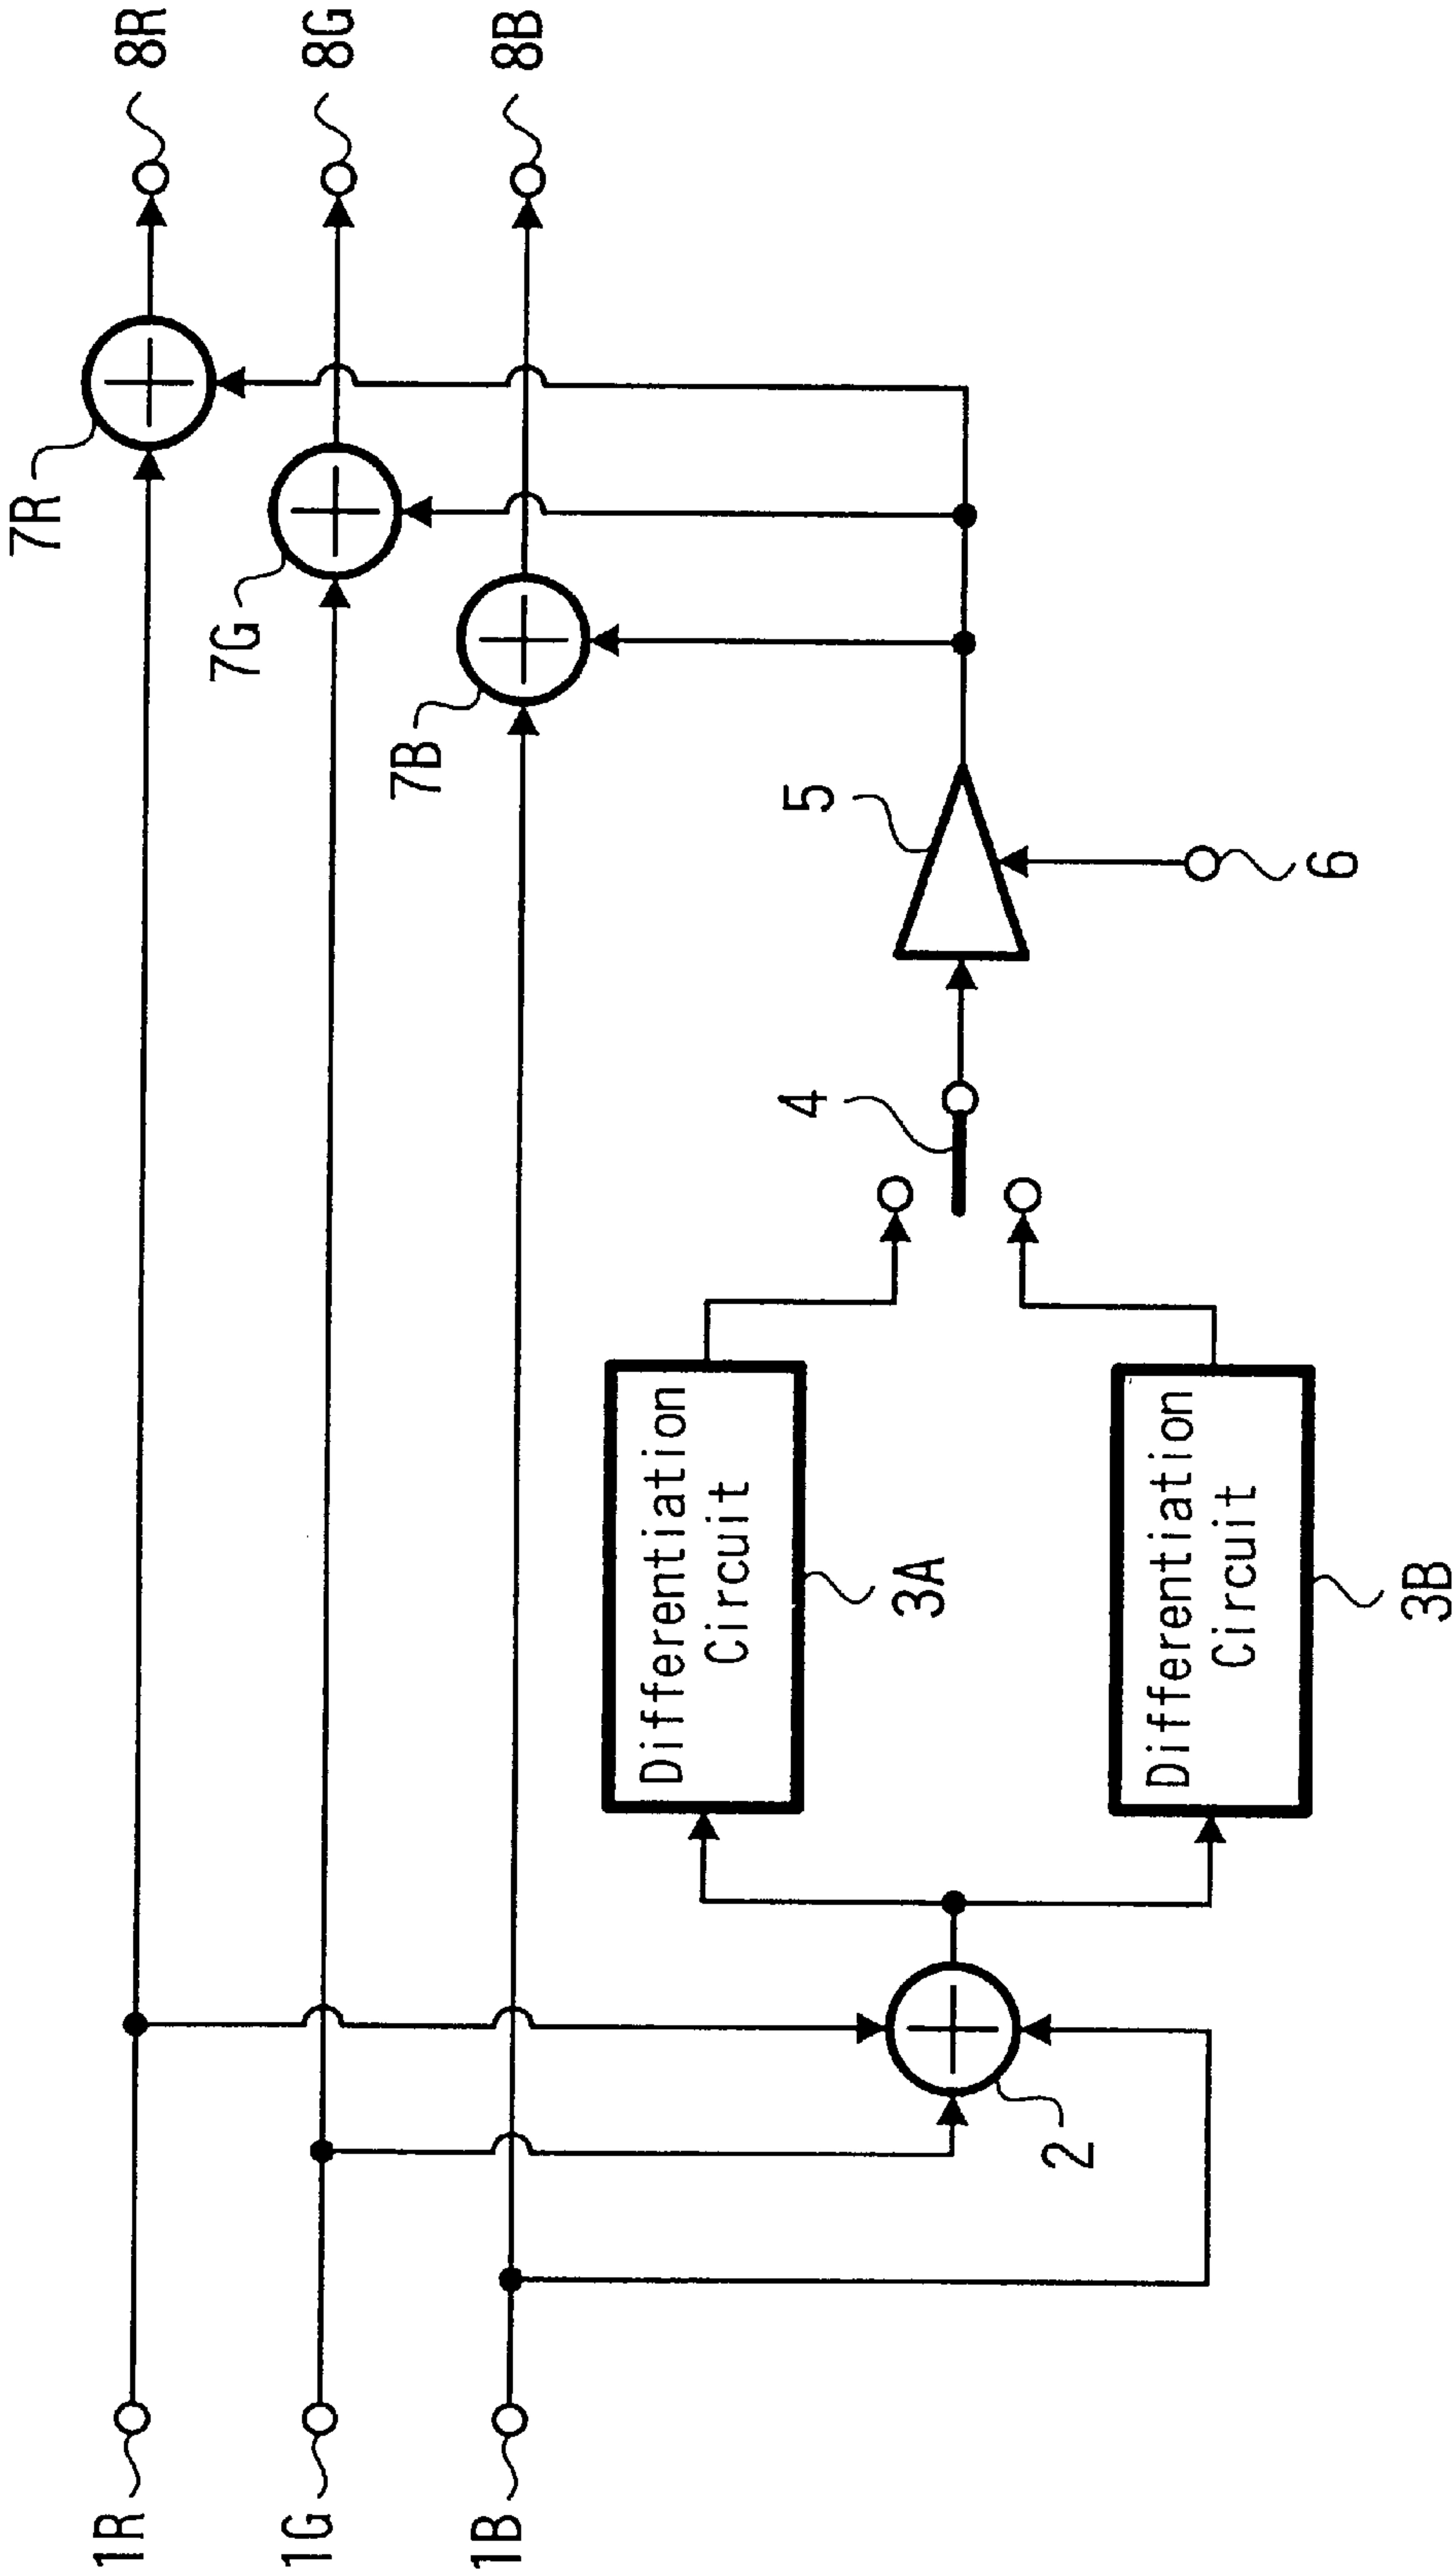 1R
1G
1B
2
Differentiation
Circuit
3A
Differentiation
Circuit
3B
4
5
6
7R
7G
7B
8R
8G
8B